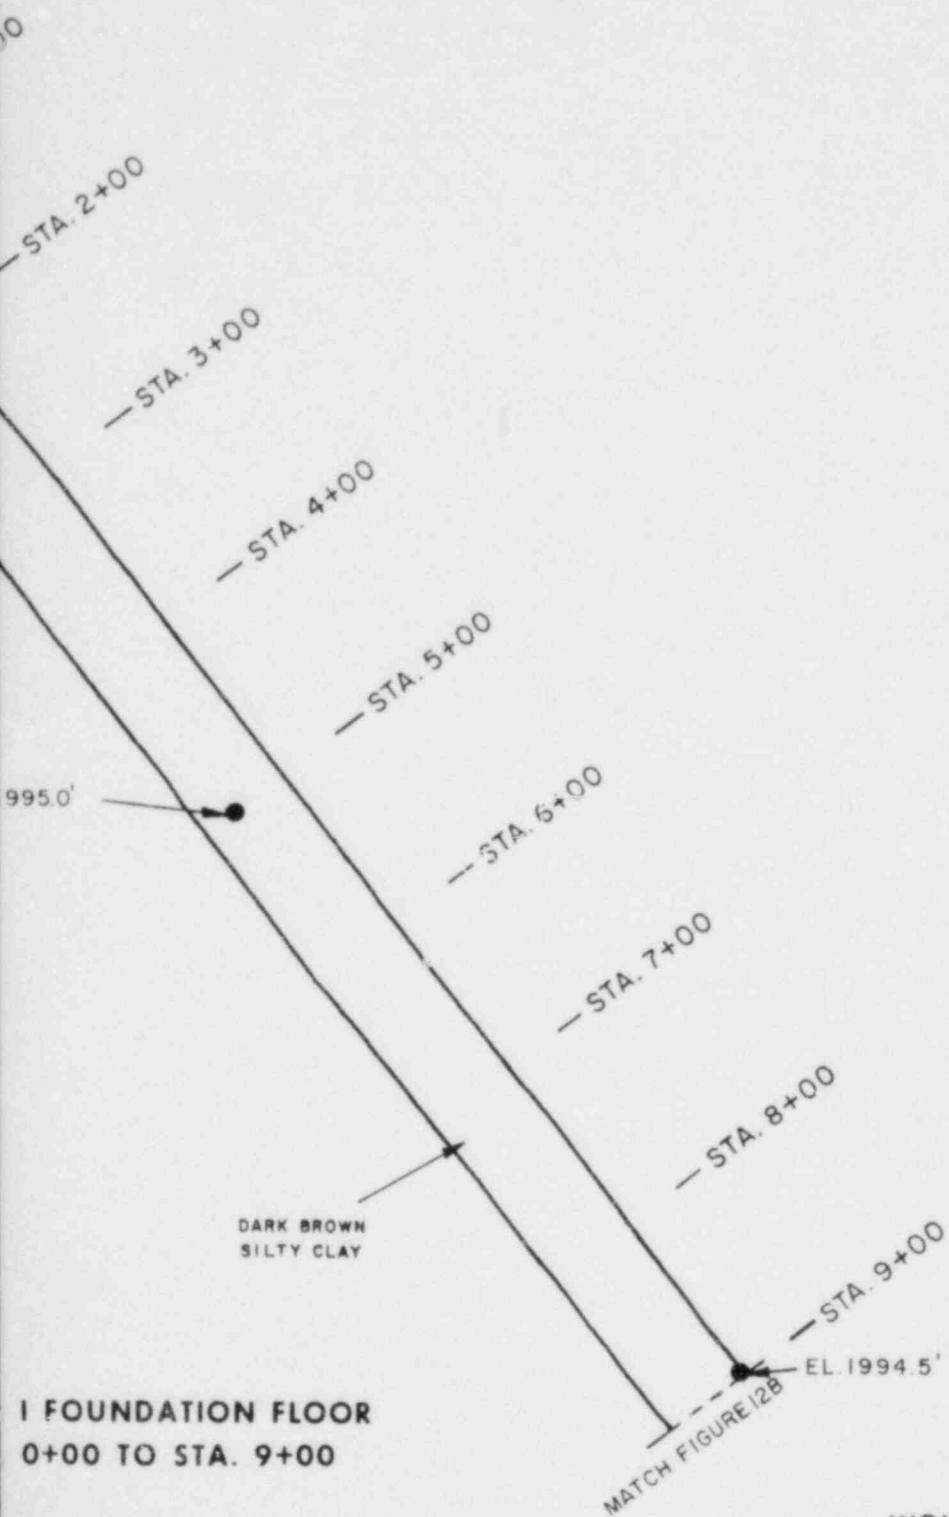 STA. 2+00
STA. 3+00
STA. 4+00
STA. 5+00
STA. 6+00
995.0'
STA. 7+00
STA. 8+00
DARK BROWN
SILTY CLAY
STA. 9+00
EL. 1994.5'
MATCH FIGURE 12B
I FOUNDATION FLOOR
0+00 TO STA. 9+00